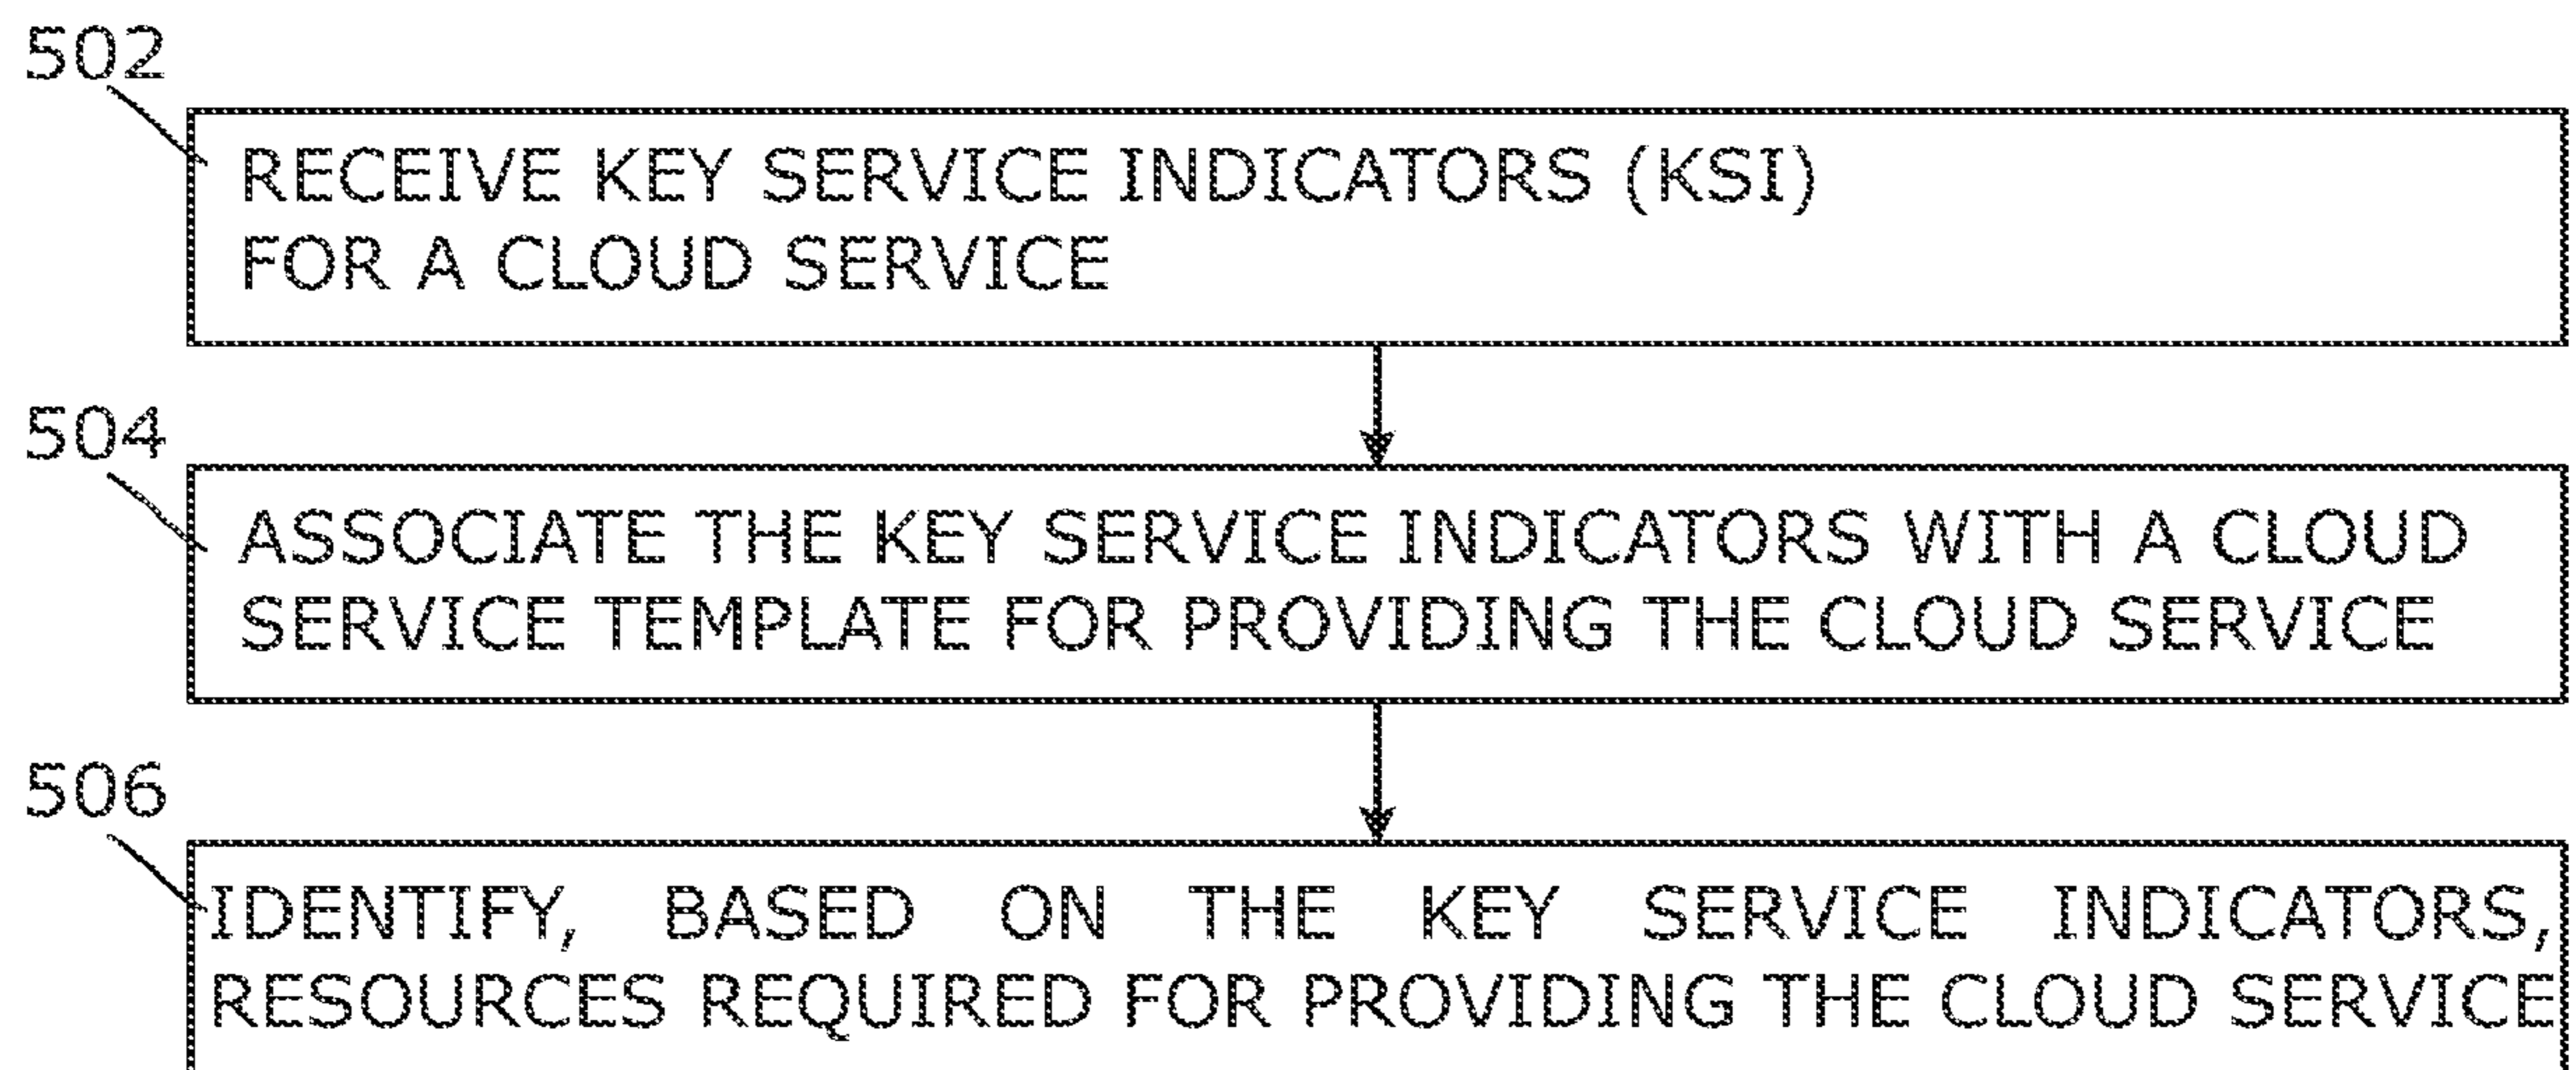 502
RECEIVE KEY SERVICE INDICATORS (KSI)
FOR A CLOUD SERVICE
504
ASSOCIATE THE KEY SERVICE INDICATORS WITH A CLOUD
SERVICE TEMPLATE FOR PROVIDING THE CLOUD SERVICE
506
IDENTIFY, BASED ON THE KEY SERVICE INDICATORS,
RESOURCES REQUIRED FOR PROVIDING THE CLOUD SERVICE